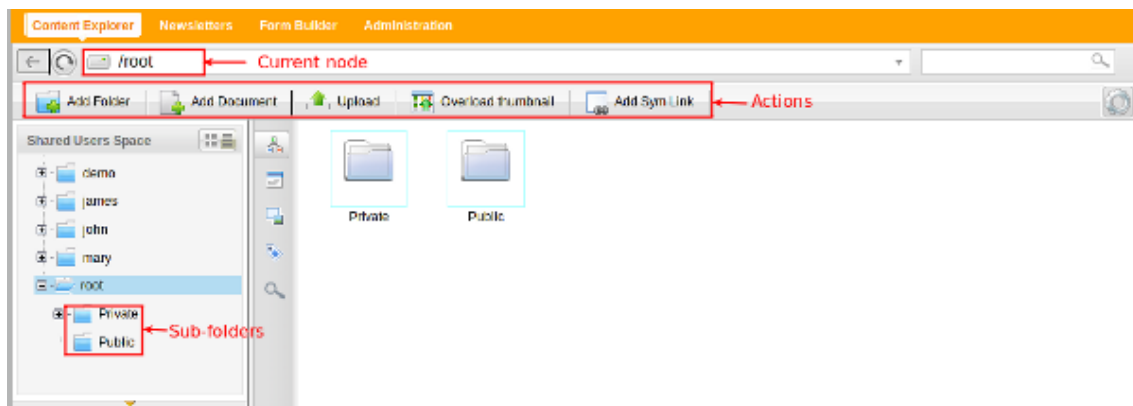 Content Explorer Newsletters Form Builder Administration
/root Current node
Add Folder Add Document Upload Overload thumbnail Add Sym Link Actions
Shared Users Space
demo
james
john
mary
root
Private
Public
Sub-folders
Private Public